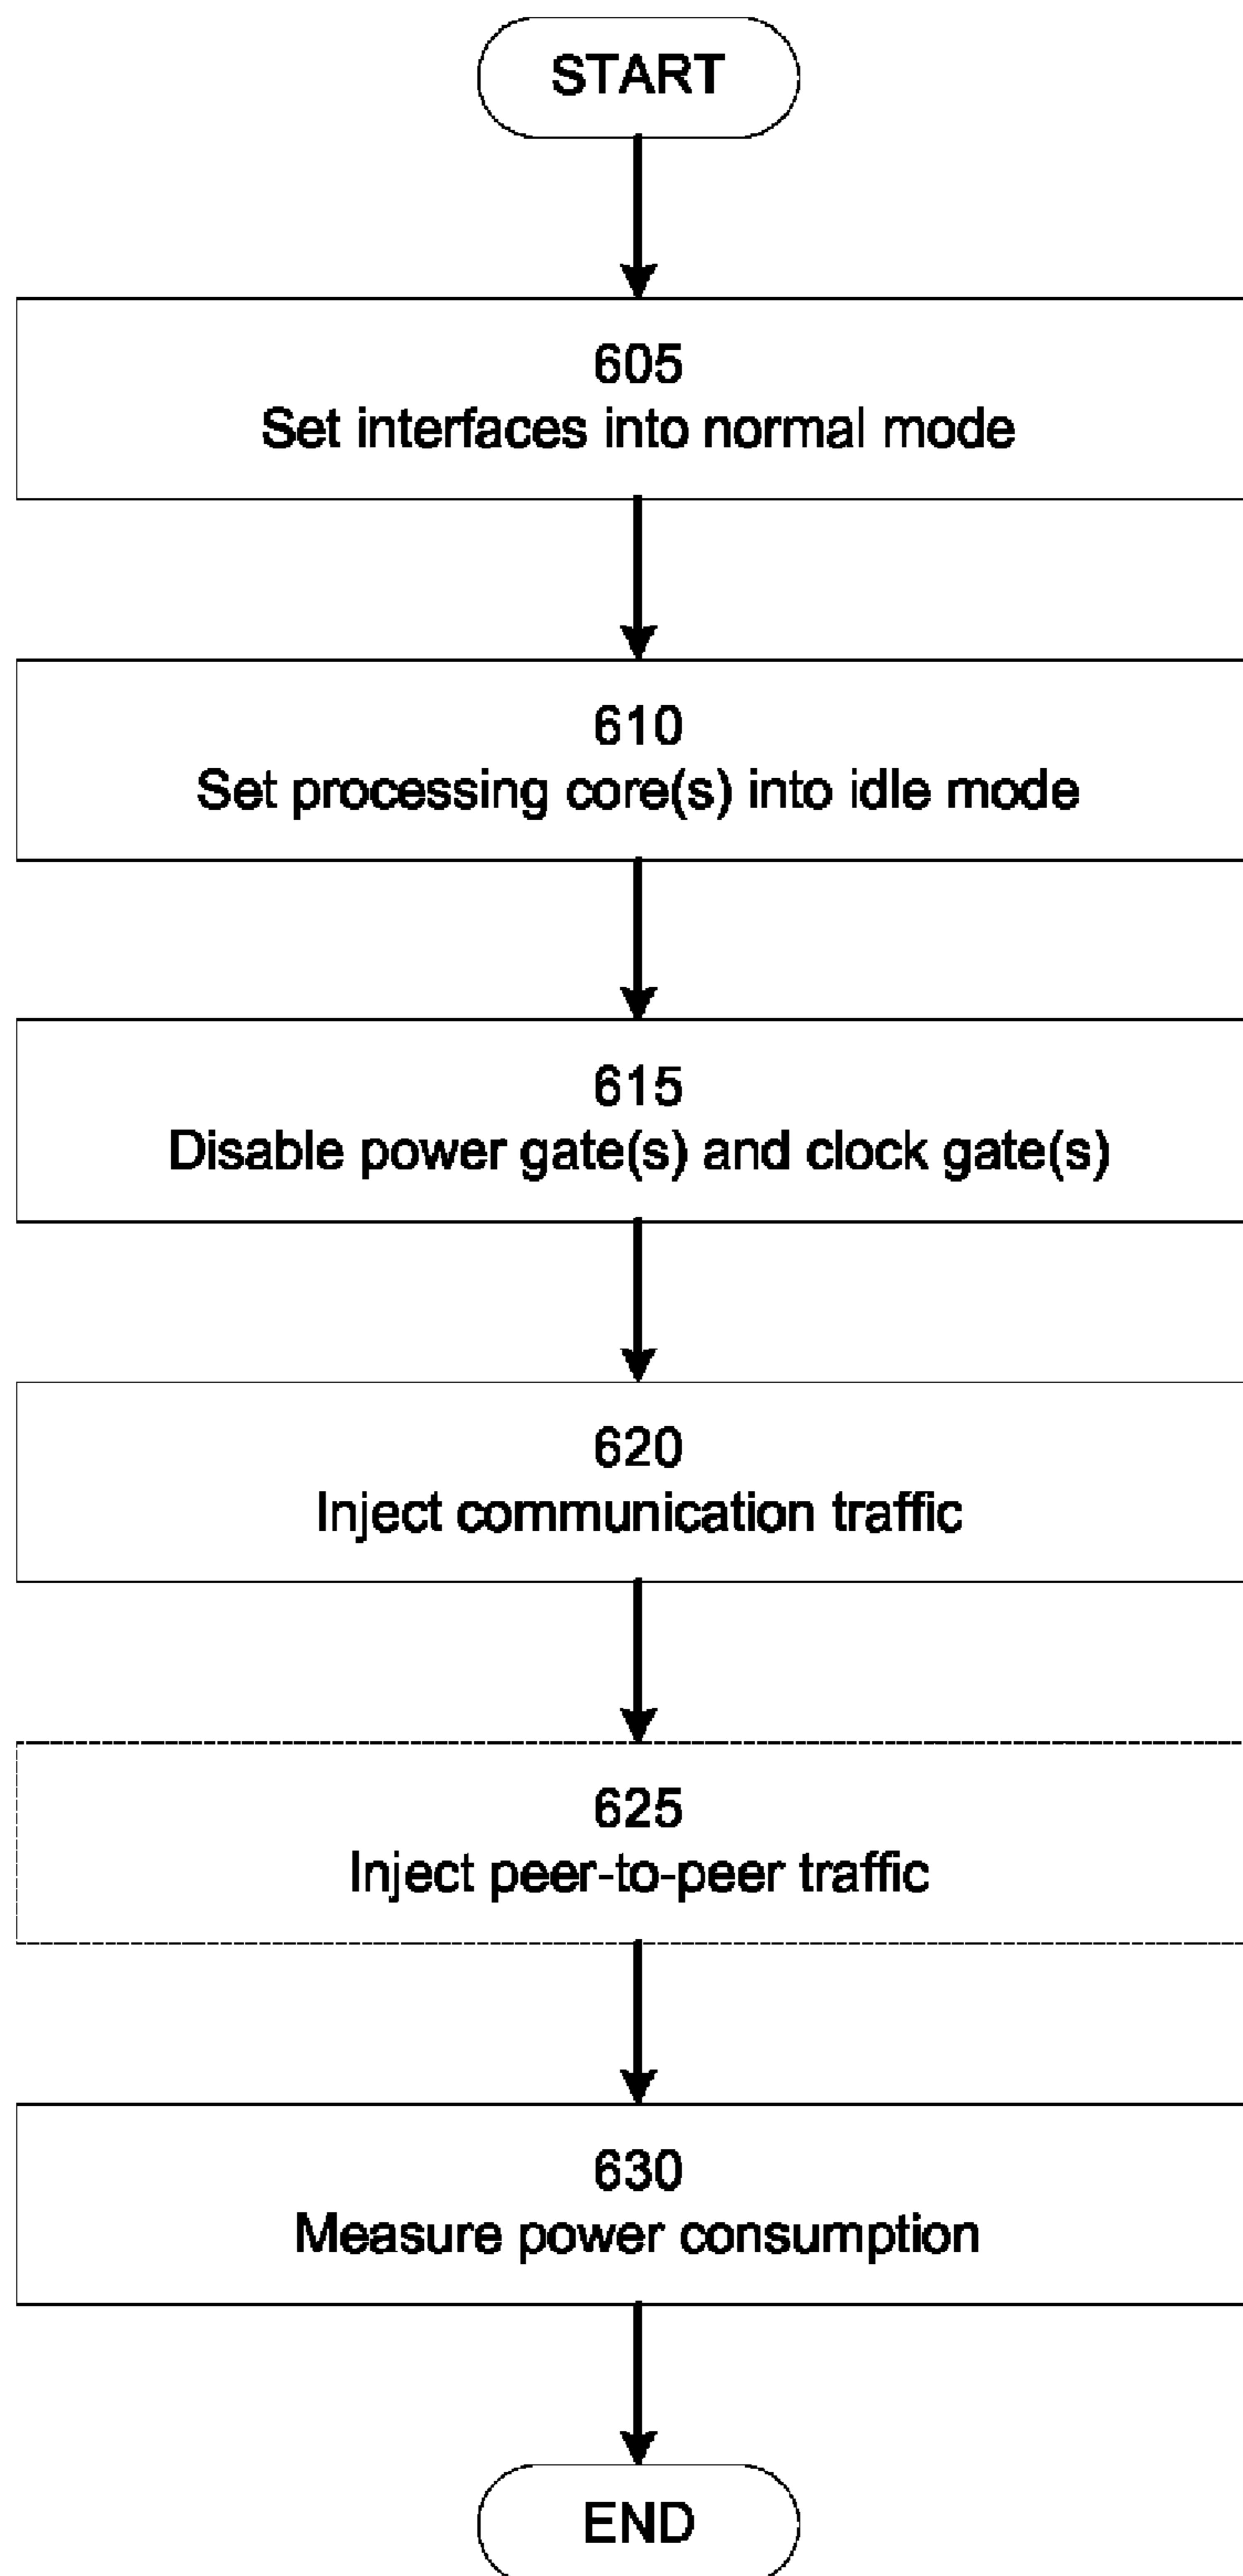 START
605
Set interfaces into normal mode
610
Set processing core(s) into idle mode
615
Disable power gate(s) and clock gate(s)
620
Inject communication traffic
625
Inject peer-to-peer traffic
630
Measure power consumption
END